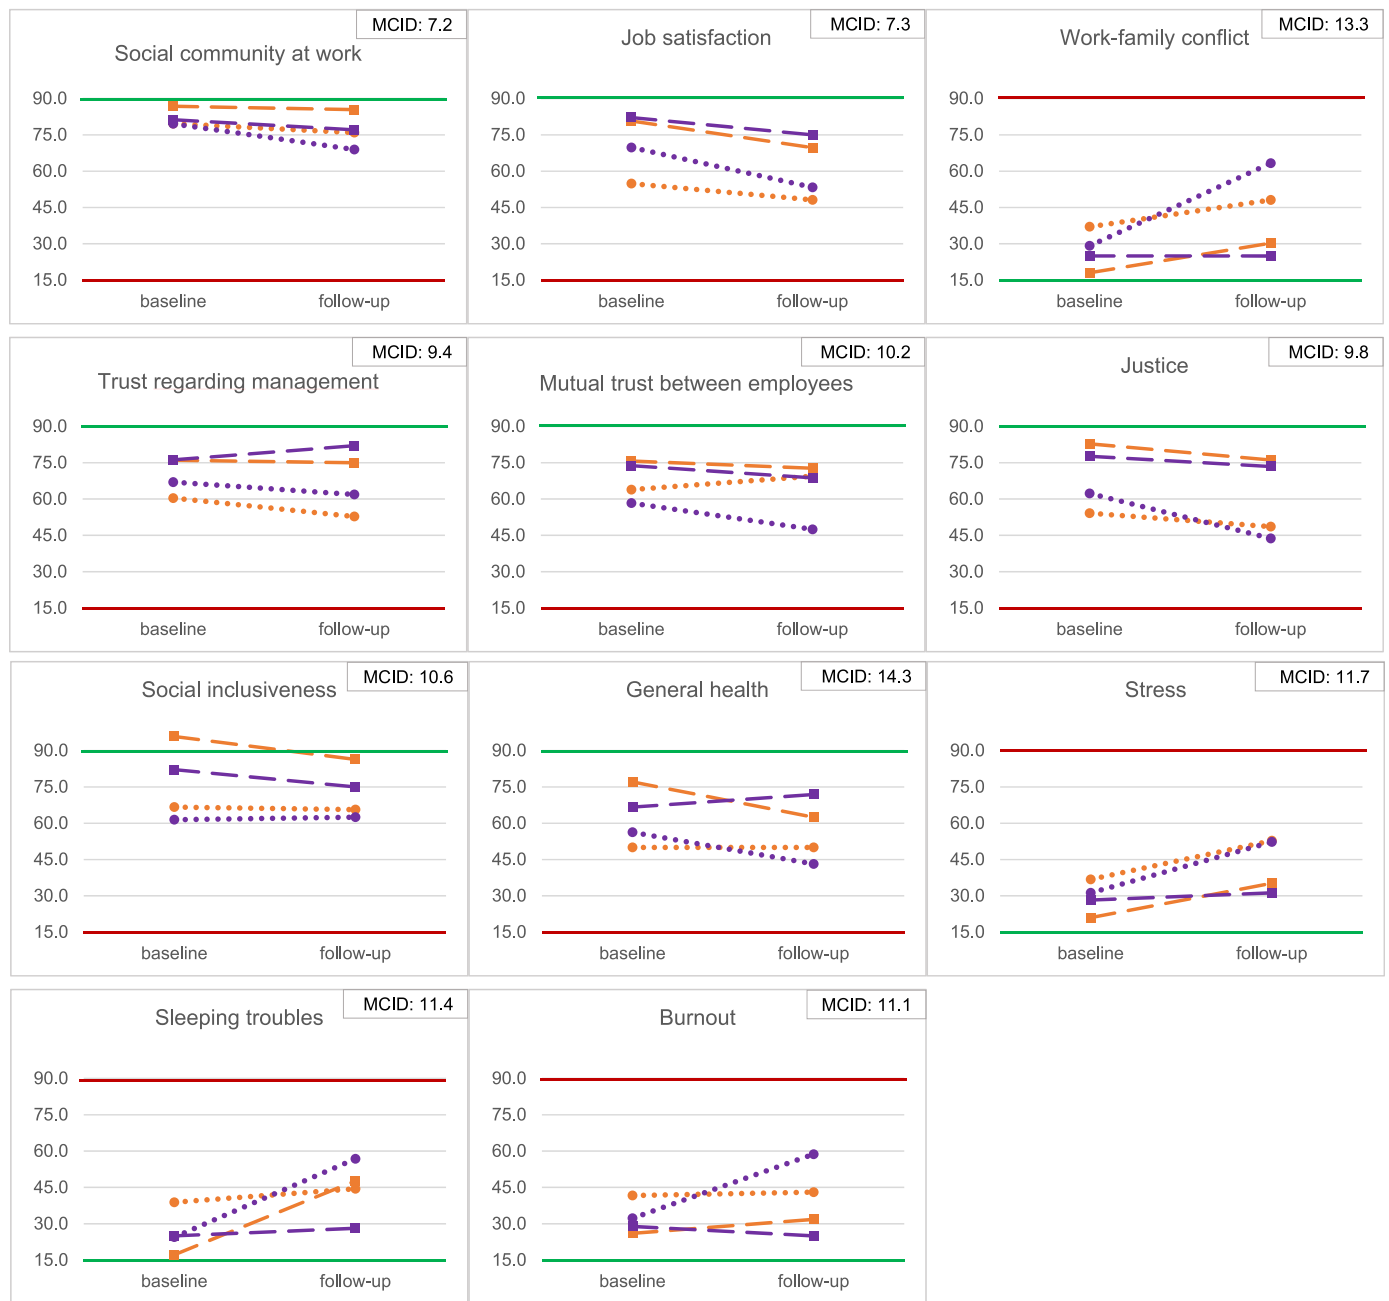 MCID: 7.2
Social community at work
90.0
75.0
60.0
45.0
30.0
15.0
baseline follow-up
MCID: 7.3
Job satisfaction
90.0
75.0
60.0
45.0
30.0
15.0
baseline follow-up
MCID: 13.3
Work-family conflict
90.0
75.0
60.0
45.0
30.0
15.0
baseline follow-up
MCID: 9.4
Trust regarding management
90.0
75.0
60.0
45.0
30.0
15.0
baseline follow-up
MCID: 10.2
Mutual trust between employees
90.0
75.0
60.0
45.0
30.0
15.0
baseline follow-up
MCID: 9.8
Justice
90.0
75.0
60.0
45.0
30.0
15.0
baseline follow-up
MCID: 10.6
Social inclusiveness
90.0
75.0
60.0
45.0
30.0
15.0
baseline follow-up
MCID: 14.3
General health
90.0
75.0
60.0
45.0
30.0
15.0
baseline follow-up
MCID: 11.7
Stress
90.0
75.0
60.0
45.0
30.0
15.0
baseline follow-up
MCID: 11.4
Sleeping troubles
90.0
75.0
60.0
45.0
30.0
15.0
baseline follow-up
MCID: 11.1
Burnout
90.0
75.0
60.0
45.0
30.0
15.0
baseline follow-up